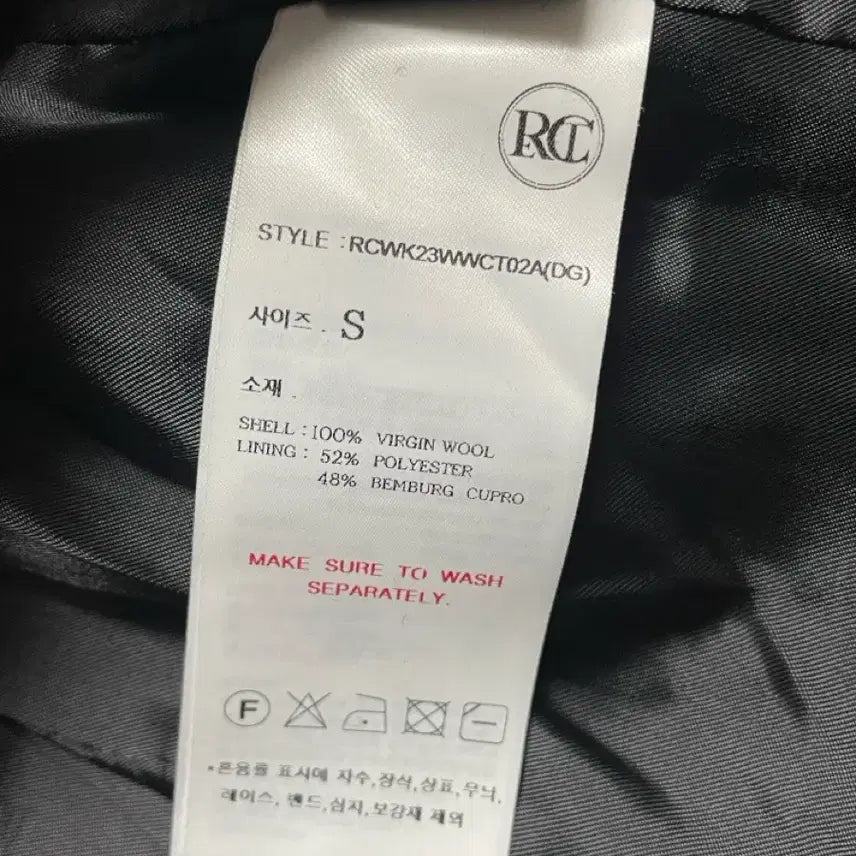 RCT
STYLE : RCWK23WWCT02A(DG)
사이즈 . S
소재 .
SHELL : 100% VIRGIN WOOL
LINING : 52% POLYESTER
48% BEMBURG CUPRO
MAKE SURE TO WASH
SEPARATELY.
F
*혼용률 표시에 자수,장식,상표,무늬,
레이스, 밴드,심지,보강재 제외